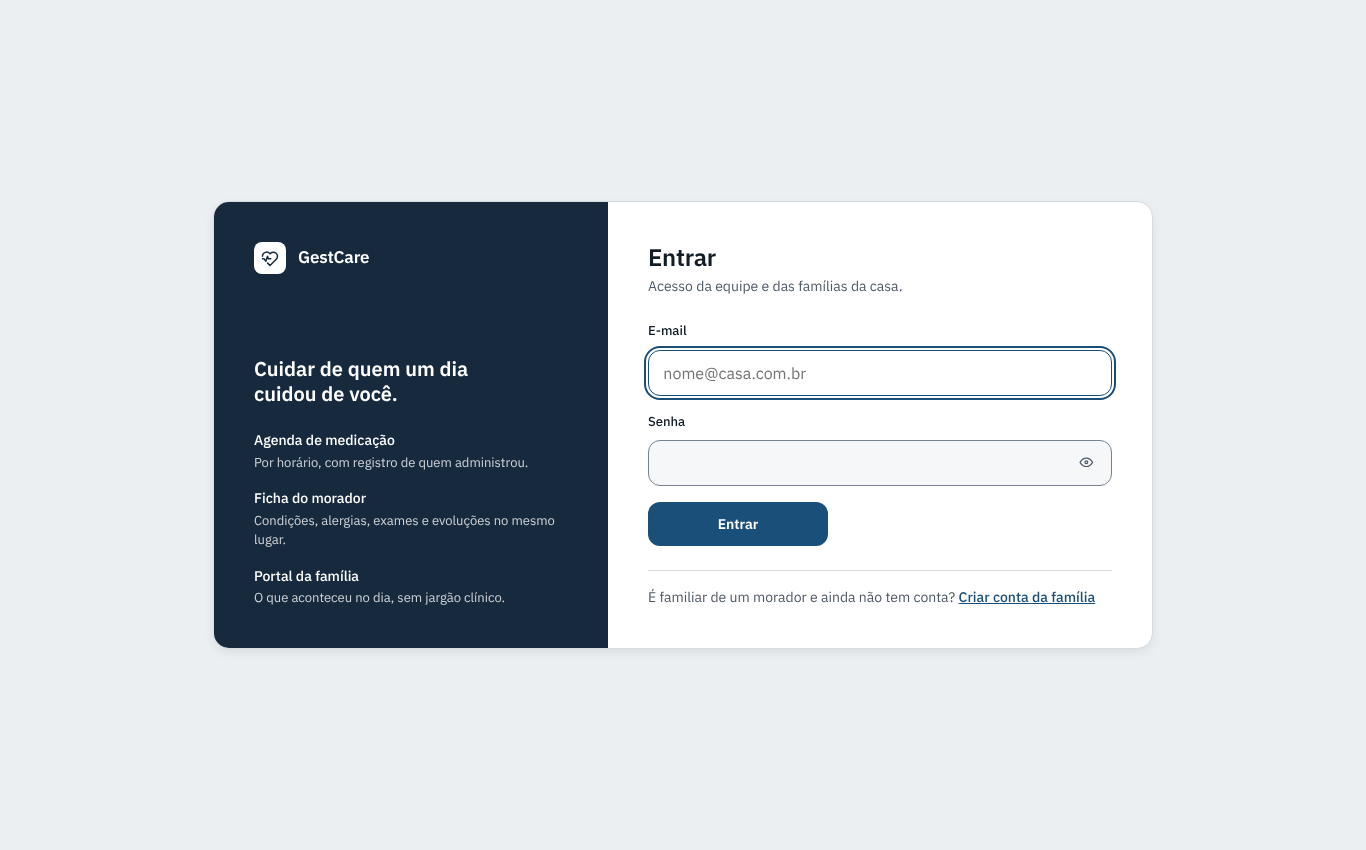 GestCare
Cuidar de quem um dia
cuidou de você.
Agenda de medicação
Por horário, com registro de quem administrou.
Ficha do morador
Condições, alergias, exames e evoluções no mesmo
lugar.
Portal da família
O que aconteceu no dia, sem jargão clínico.
Entrar
Acesso da equipe e das famílias da casa.
E-mail
nome@casa.com.br
Senha
Entrar
É familiar de um morador e ainda não tem conta? Criar conta da família